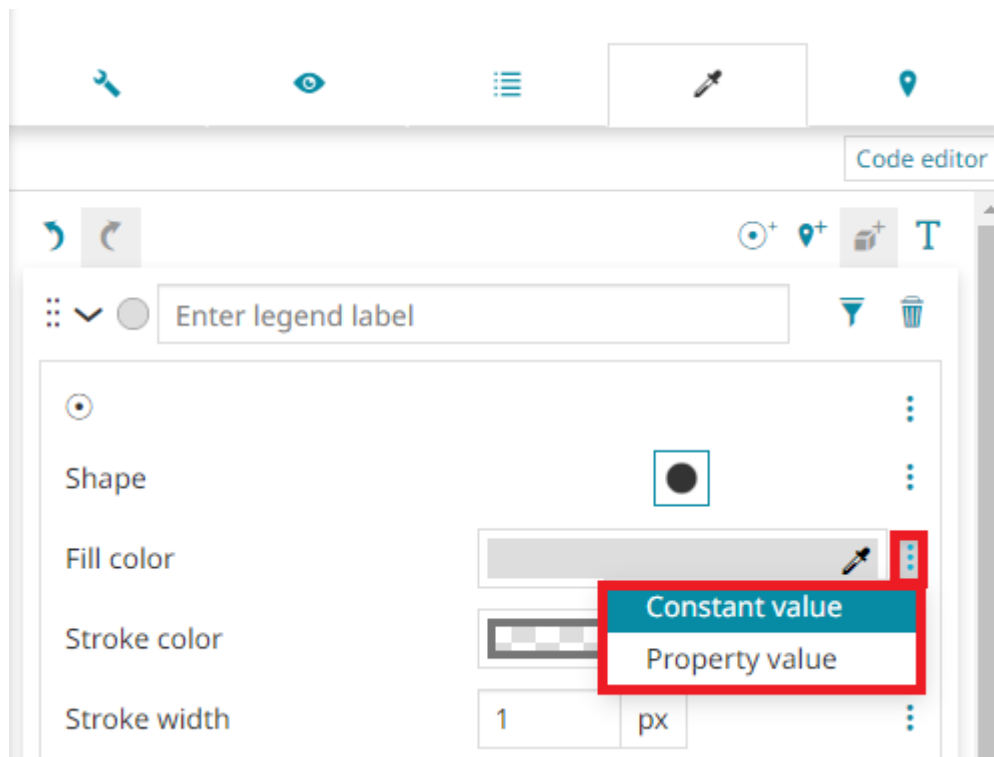 Code editor
T
Enter legend label
Shape
Fill color
Constant value
Stroke color
Property value
Stroke width
1
px